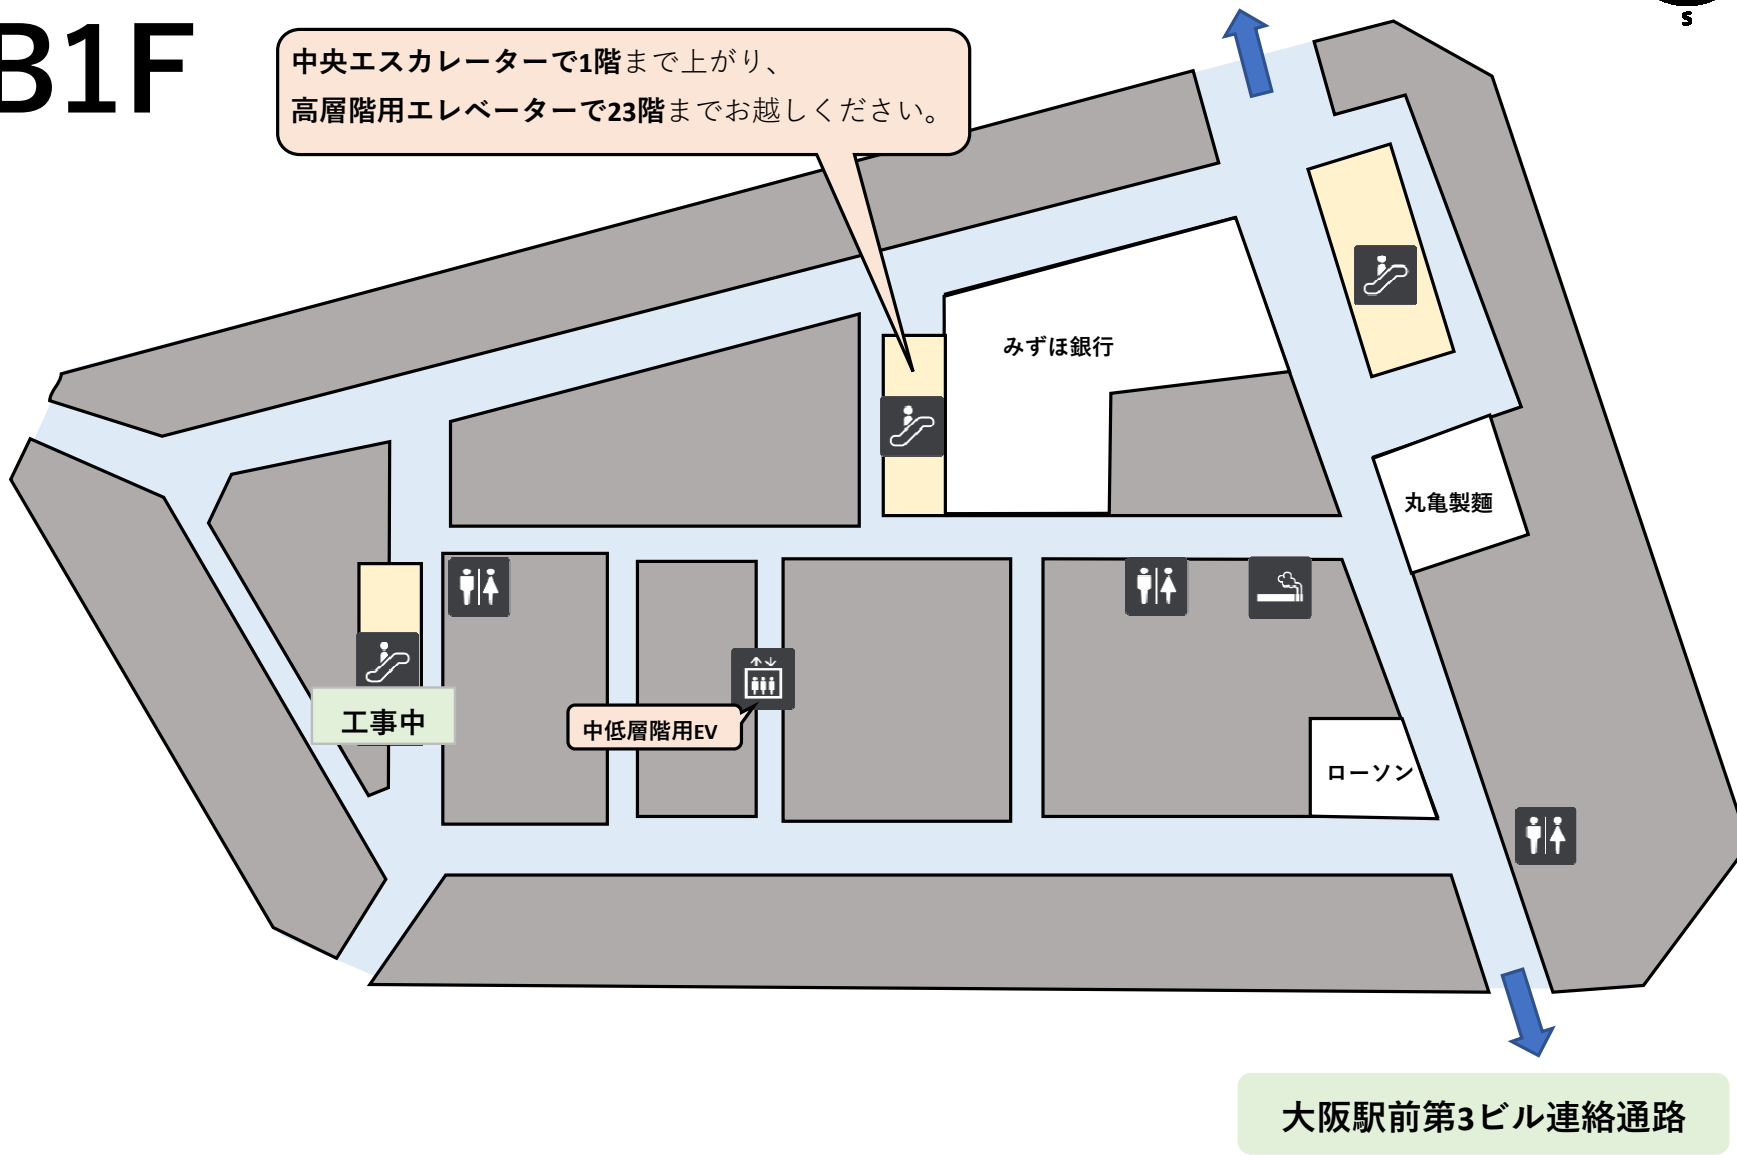 B1F
S
中央エスカレーターで1階まで上がり、
高層階用エレベーターで23階までお越しください。
みずほ銀行
丸亀製麺
工事中
中低層階用EV
ローソン
大阪駅前第3ビル連絡通路